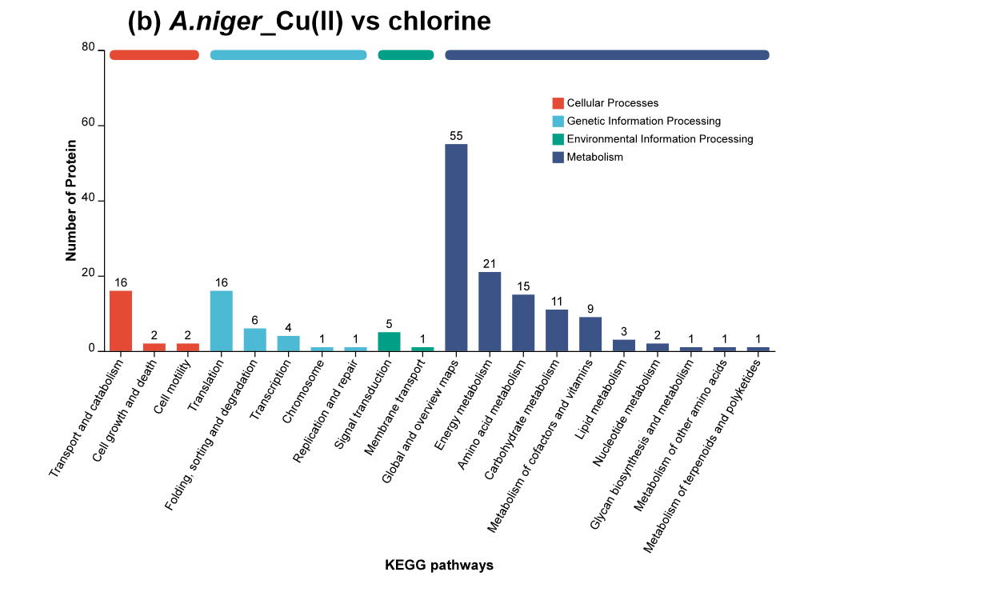 (b) A.niger_Cu(II) vs chlorine
80
60
40
20
0
Number of Protein
Cellular Processes
Genetic Information Processing
Environmental Information Processing
Metabolism
16
2
2
16
6
4
1
1
5
1
55
21
15
11
9
3
2
1
1
1
Transport and catabolism
Cell growth and death
Cell motility
Translation
Folding, sorting and degradation
Transcription
Chromosome
Replication and repair
Signal transduction
Membrane transport
Global and overview maps
Energy metabolism
Amino acid metabolism
Carbohydrate metabolism
Metabolism of cofactors and vitamins
Lipid metabolism
Nucleotide metabolism
Glycan biosynthesis and metabolism
Metabolism of other amino acids
Metabolism of terpenoids and polyketides
KEGG pathways